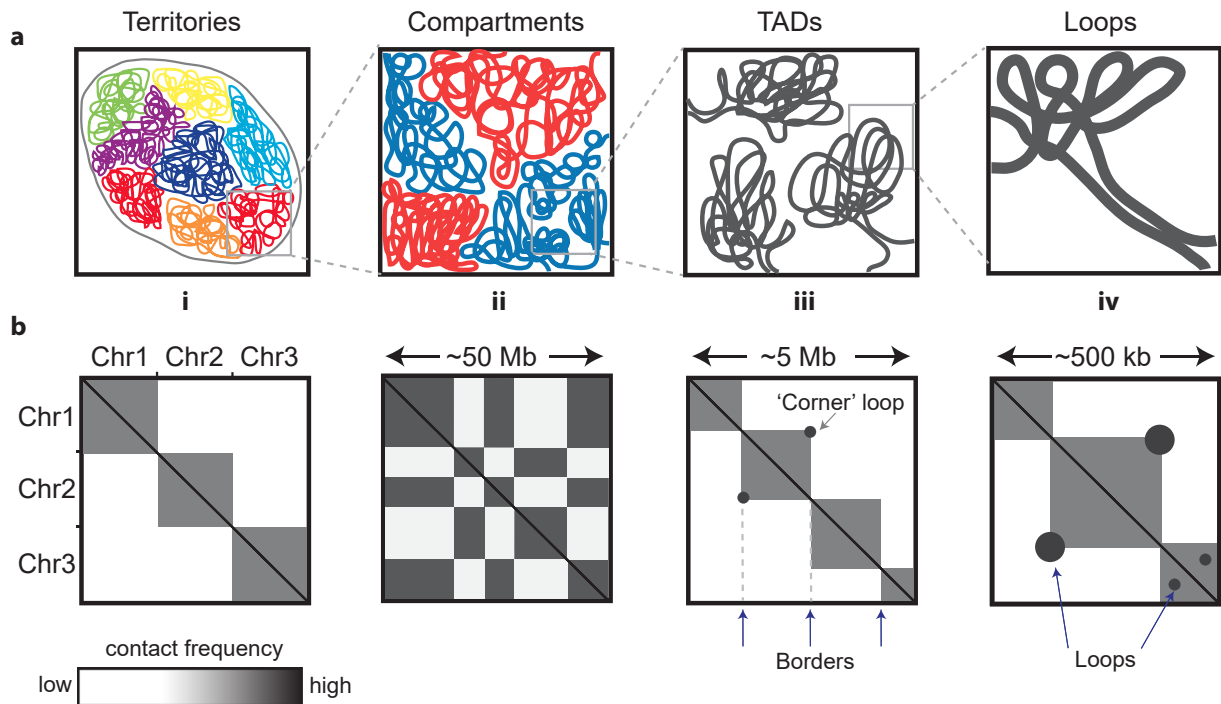 a
Territories
Compartments
TADs
Loops
i
ii
iii
iv
b
Chr1 Chr2 Chr3
Chr1
Chr2
Chr3
~50 Mb
~5 Mb
'Corner' loop
Borders
~500 kb
Loops
contact frequency
low
high